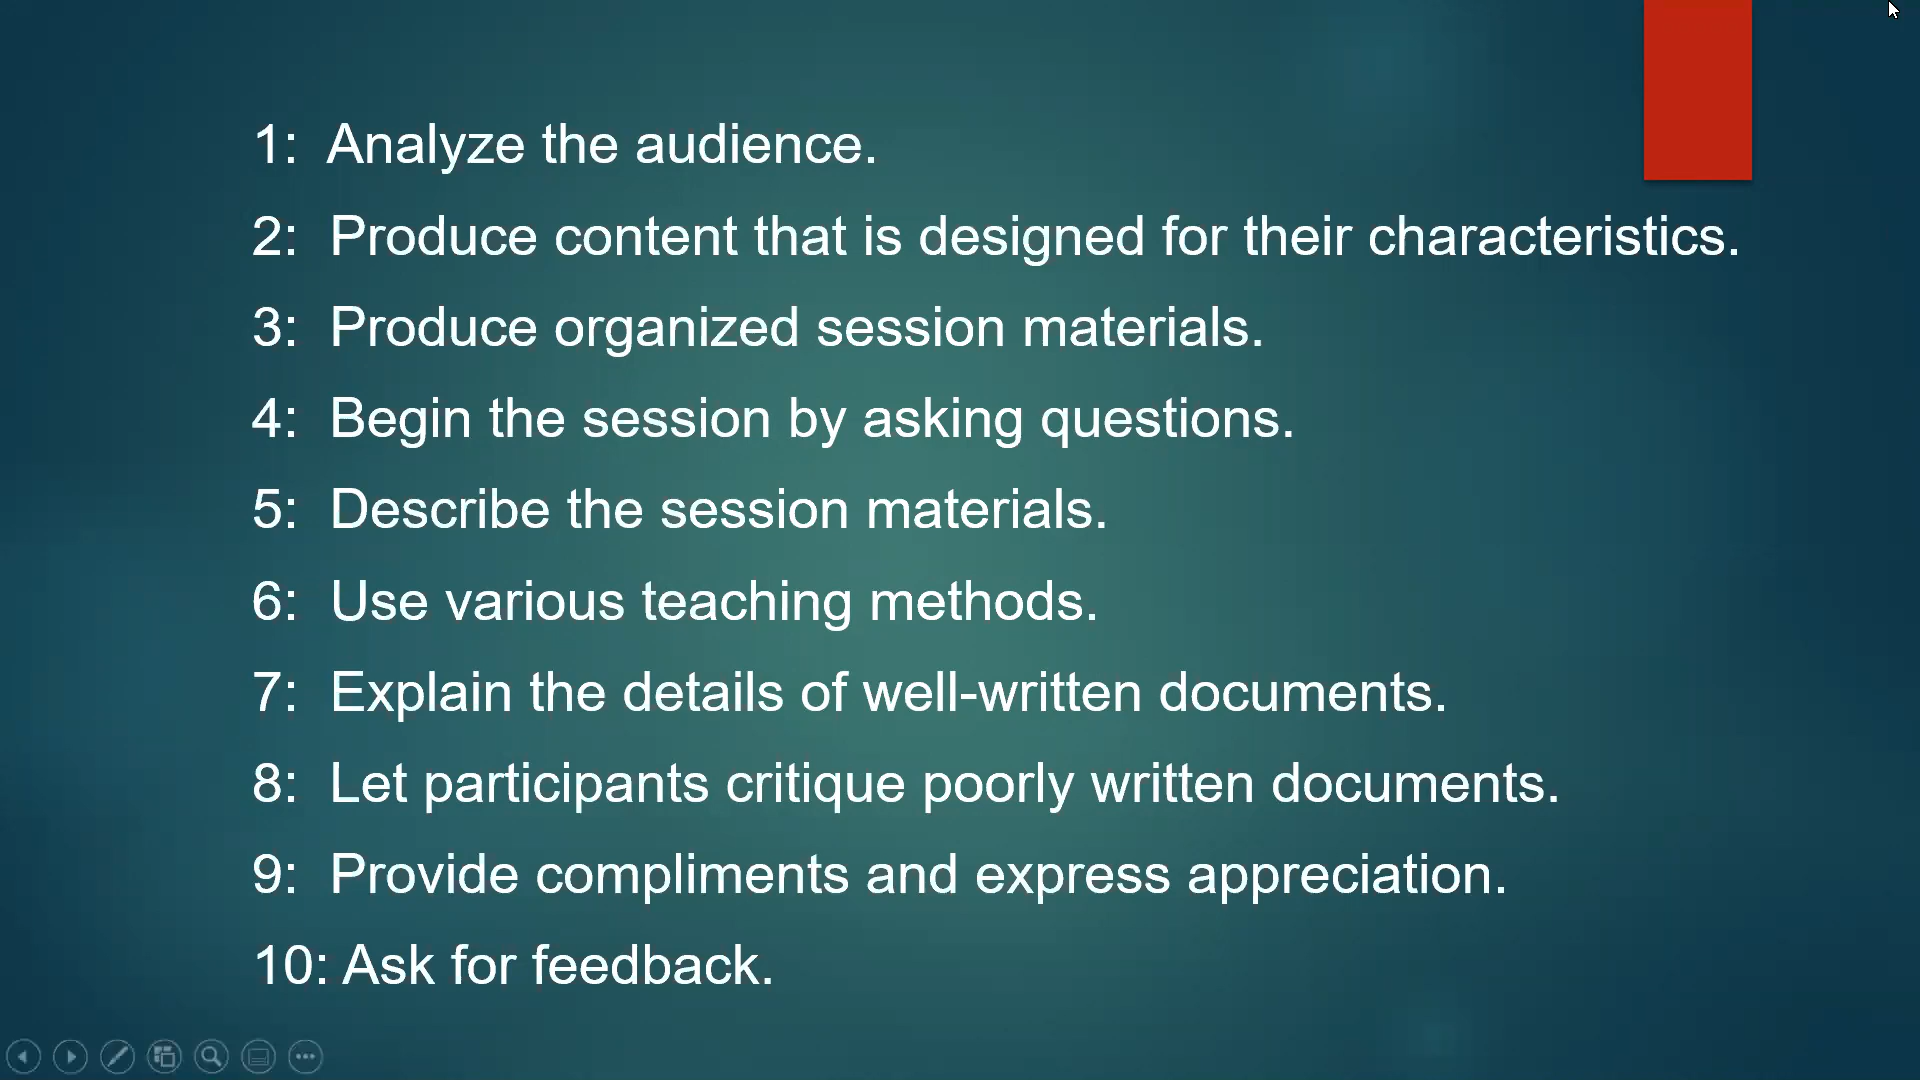 1: Analyze the audience.
2: Produce content that is designed for their characteristics.
3: Produce organized session materials.
4: Begin the session by asking questions.
5: Describe the session materials.
6: Use various teaching methods.
7: Explain the details of well-written documents.
8: Let participants critique poorly written documents.
9: Provide compliments and express appreciation.
10: Ask for feedback.